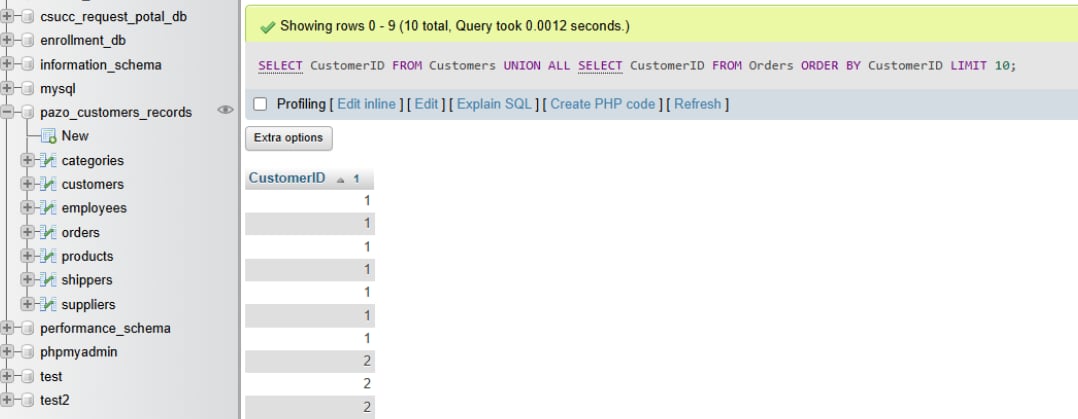 csucc_request_potal_db
enrollment_db
information_schema
mysql
pazo_customers_records
New
categories
customers
employees
orders
products
shippers
suppliers
performance_schema
phpmyadmin
test
test2
Showing rows 0 - 9 (10 total, Query took 0.0012 seconds.)
SELECT CustomerID FROM Customers UNION ALL SELECT CustomerID FROM Orders ORDER BY CustomerID LIMIT 10;
Profiling [ Edit inline ] [ Edit ] [ Explain SQL ] [ Create PHP code ] [ Refresh ]
Extra options
CustomerID 1
1
1
1
1
1
1
1
2
2
2